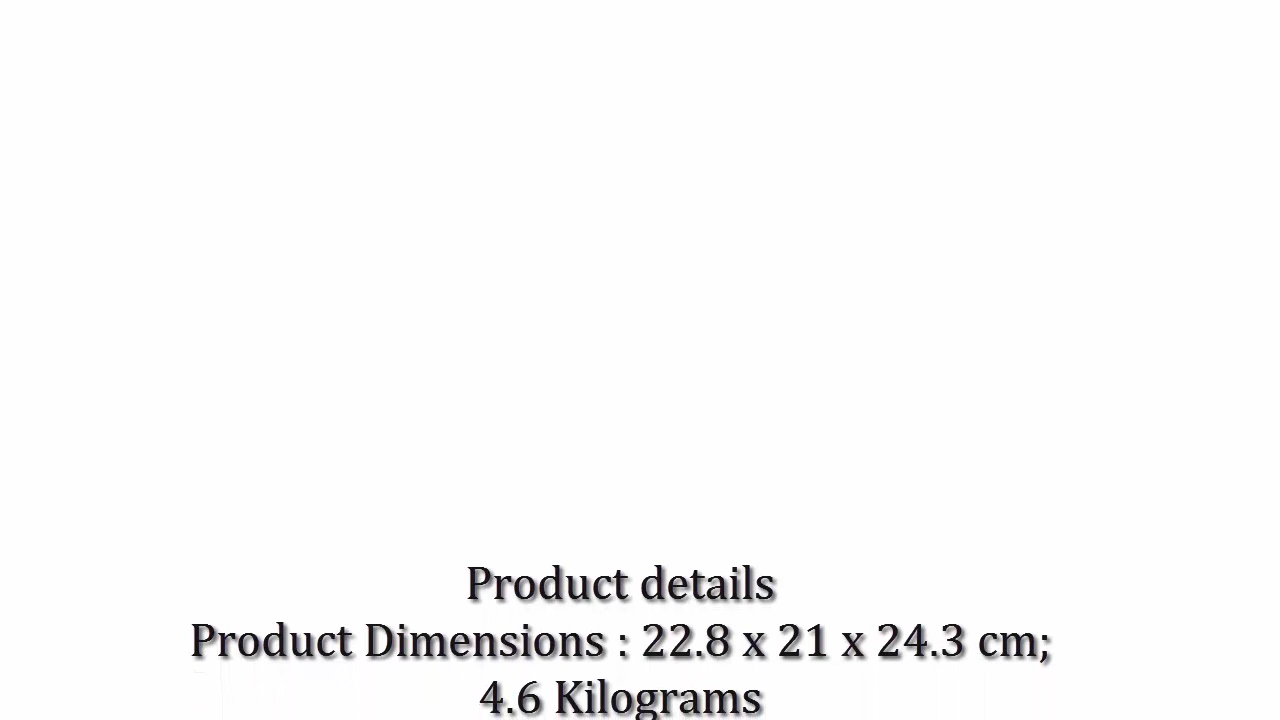 Product details
Product Dimensions : 22.8 x 21 x 24.3 cm;
4.6 Kilograms